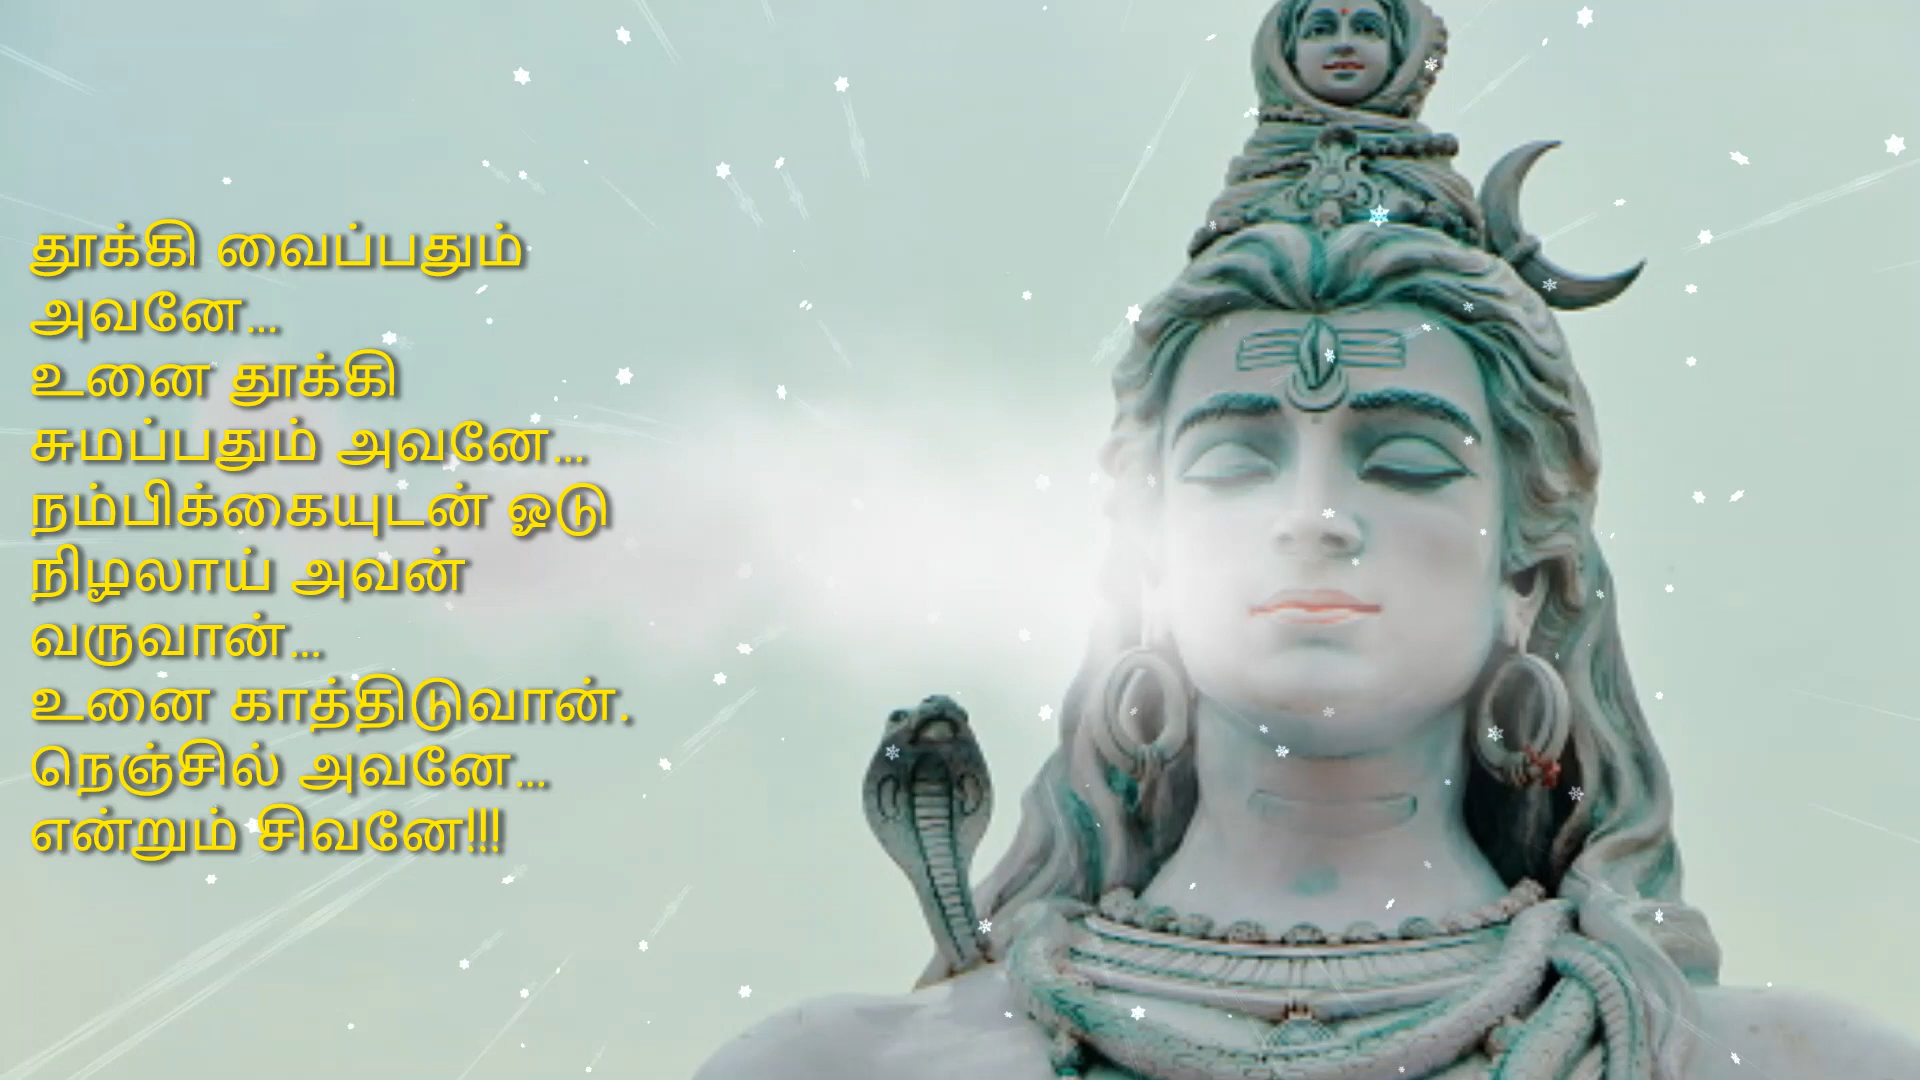 தூக்கி வைப்பதும்
அவனே...
உனை தூக்கி
சுமப்பதும் அவனே...
நம்பிக்கையுடன் ஓடு
நிழலாய் அவன்
வருவான்...
உனை காத்திடுவான்.
நெஞ்சில் அவனே...
என்றும் சிவனே!!!